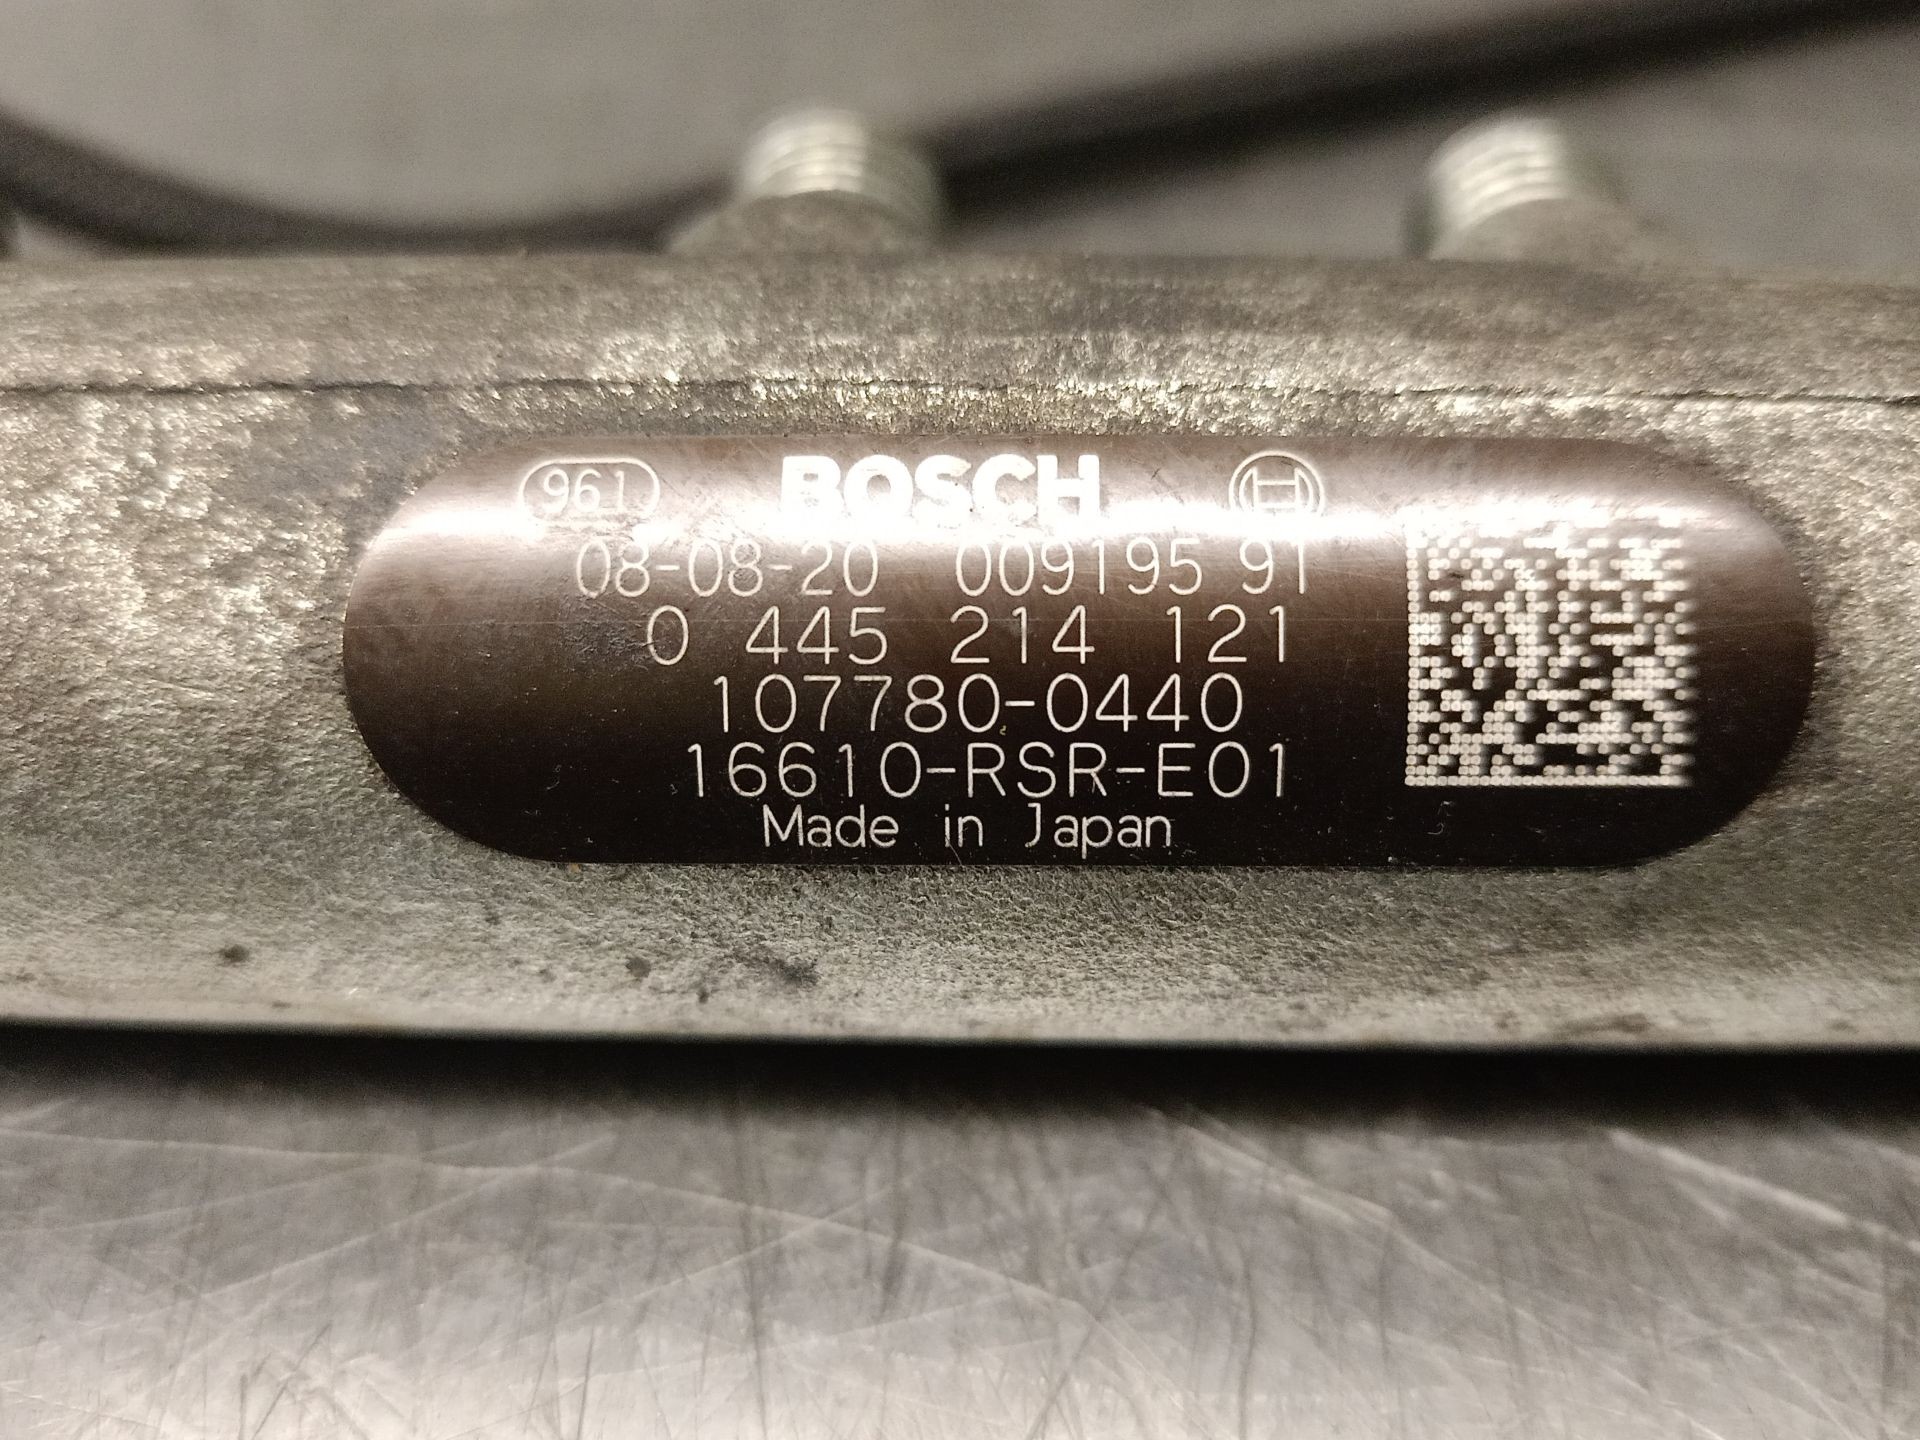 961 BOSCH
08-08-20 009195 91
0 445 214 121
107780-0440
16610-RSR-E01
Made in Japan